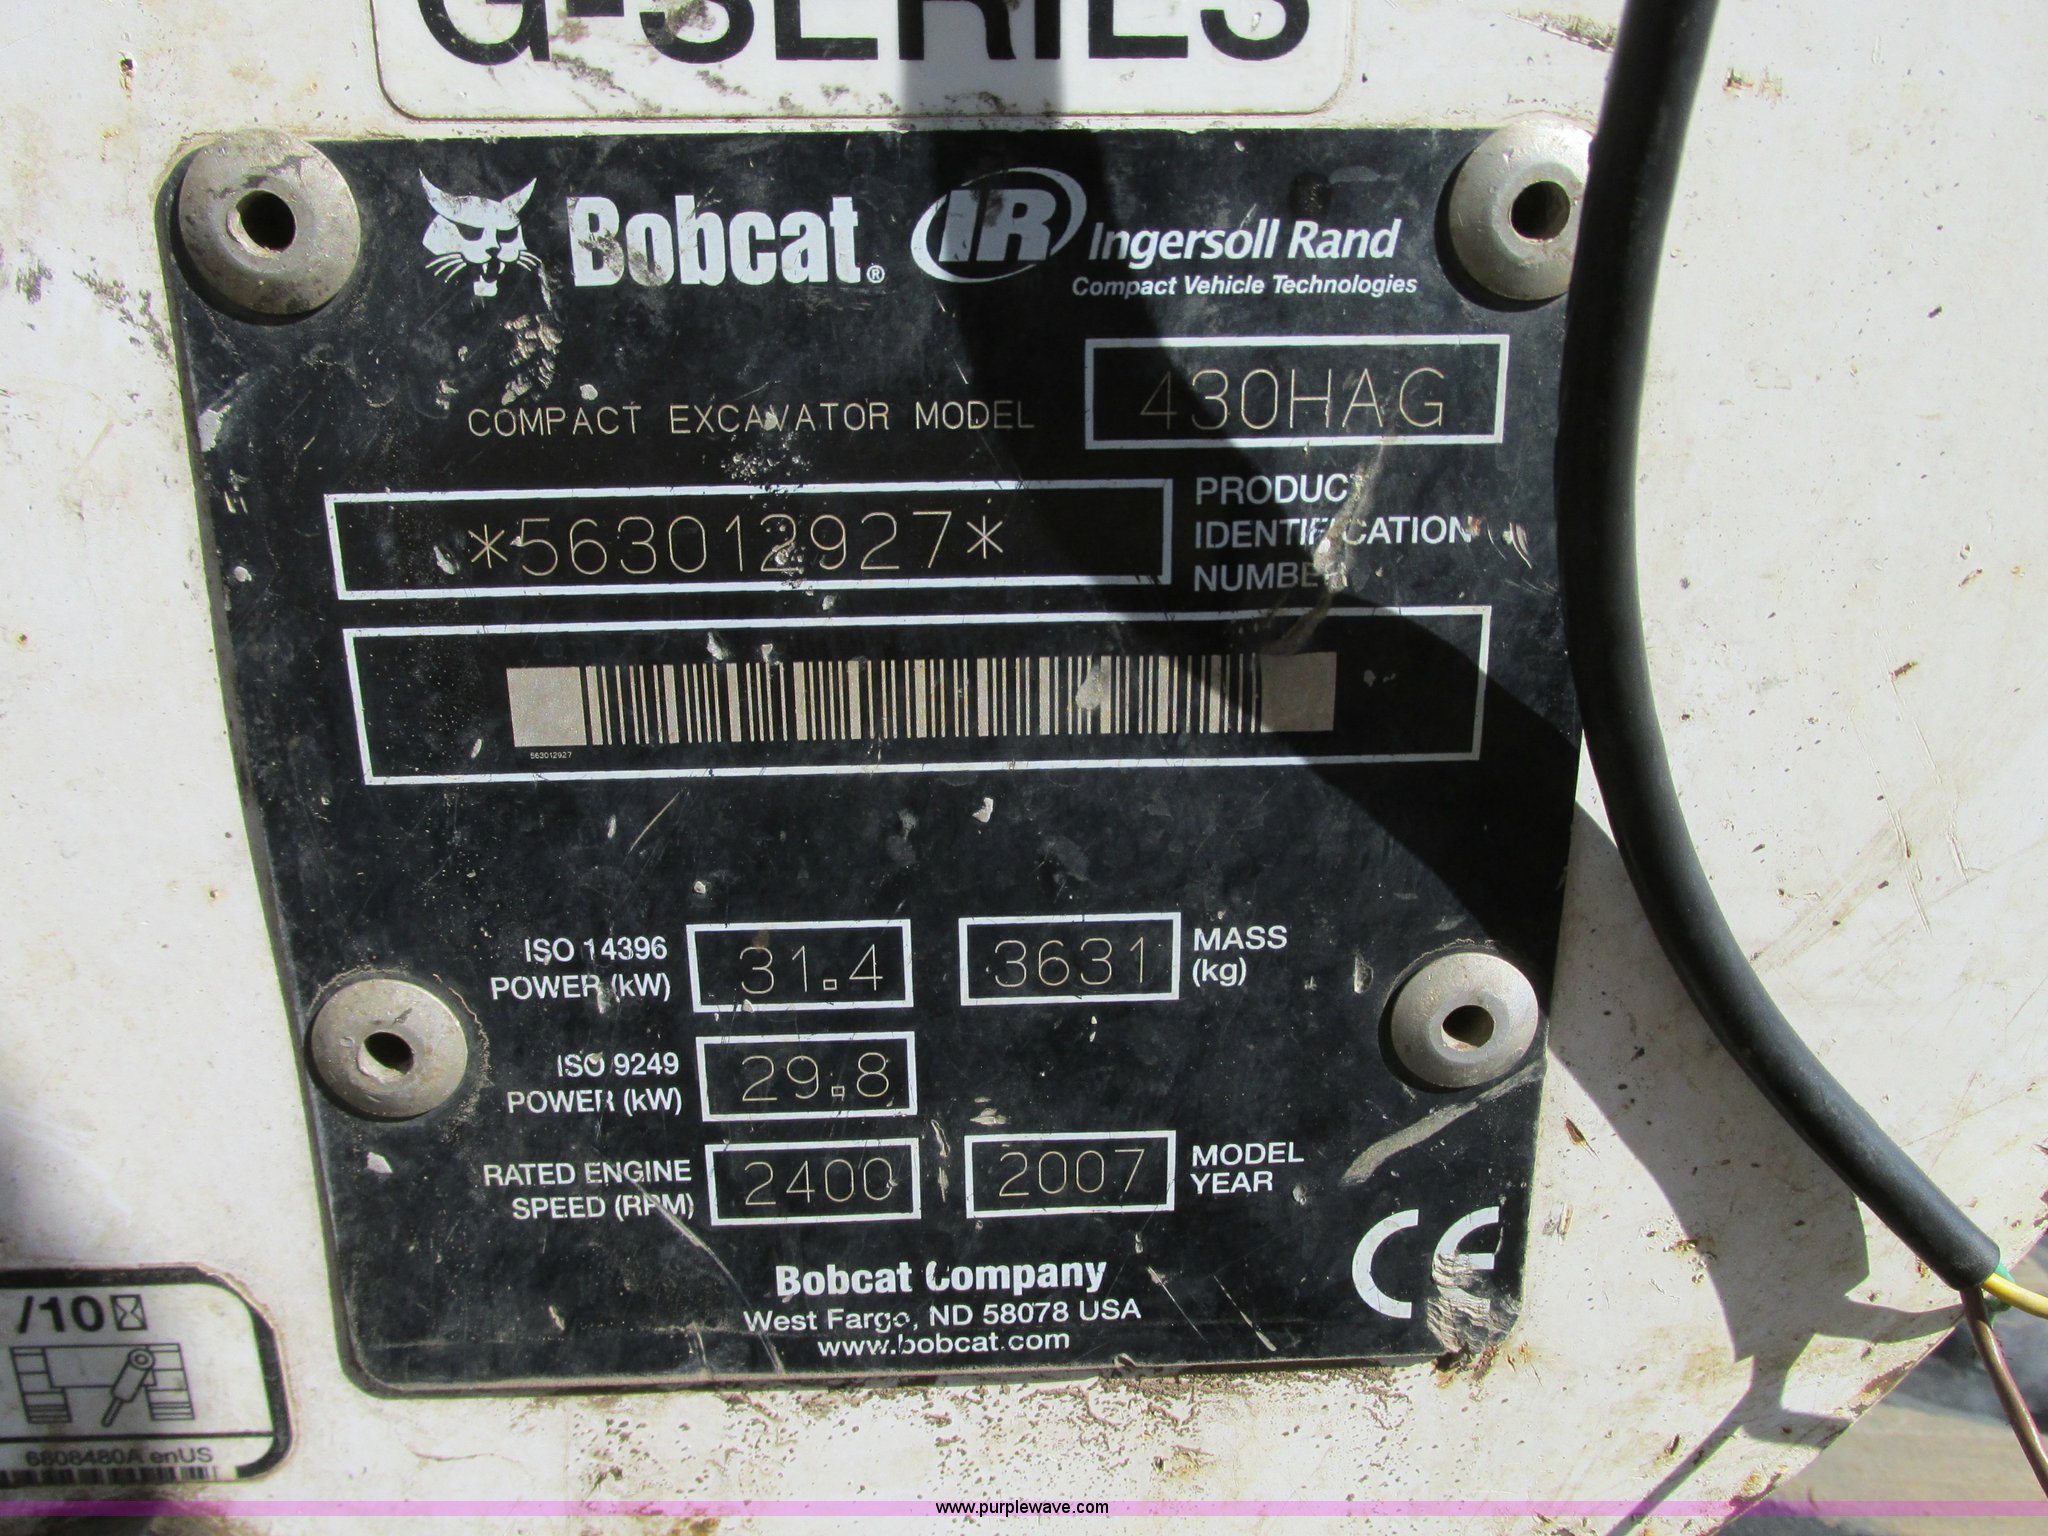 G-SERIES
Bobcat® IR Ingersoll Rand
Compact Vehicle Technologies
COMPACT EXCAVATOR MODEL 430HAG
*563012927* PRODUCT
IDENTIFICATION
NUMBER
563012927
ISO 14396
POWER (kW) 31.4 3631 MASS
(kg)
ISO 9249
POWER (kW) 29.8
RATED ENGINE
SPEED (RPM) 2400 2007 MODEL
YEAR
CE
Bobcat Company
West Fargo, ND 58078 USA
www.bobcat.com
/10
6808480A enUS
www.purplewave.com